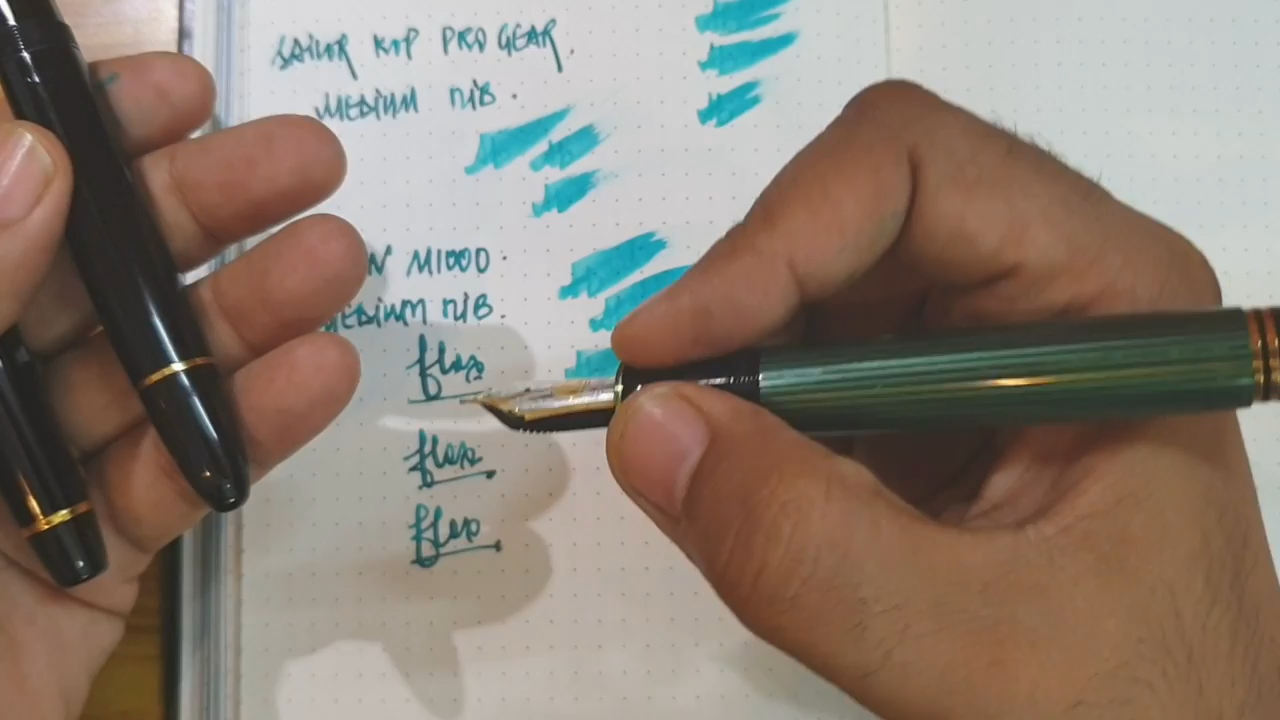 SAILOR KOP PRO GEAR.
MEDIUM NIB.
N M1000.
MEDIUM NIB.
flex
flex
flex